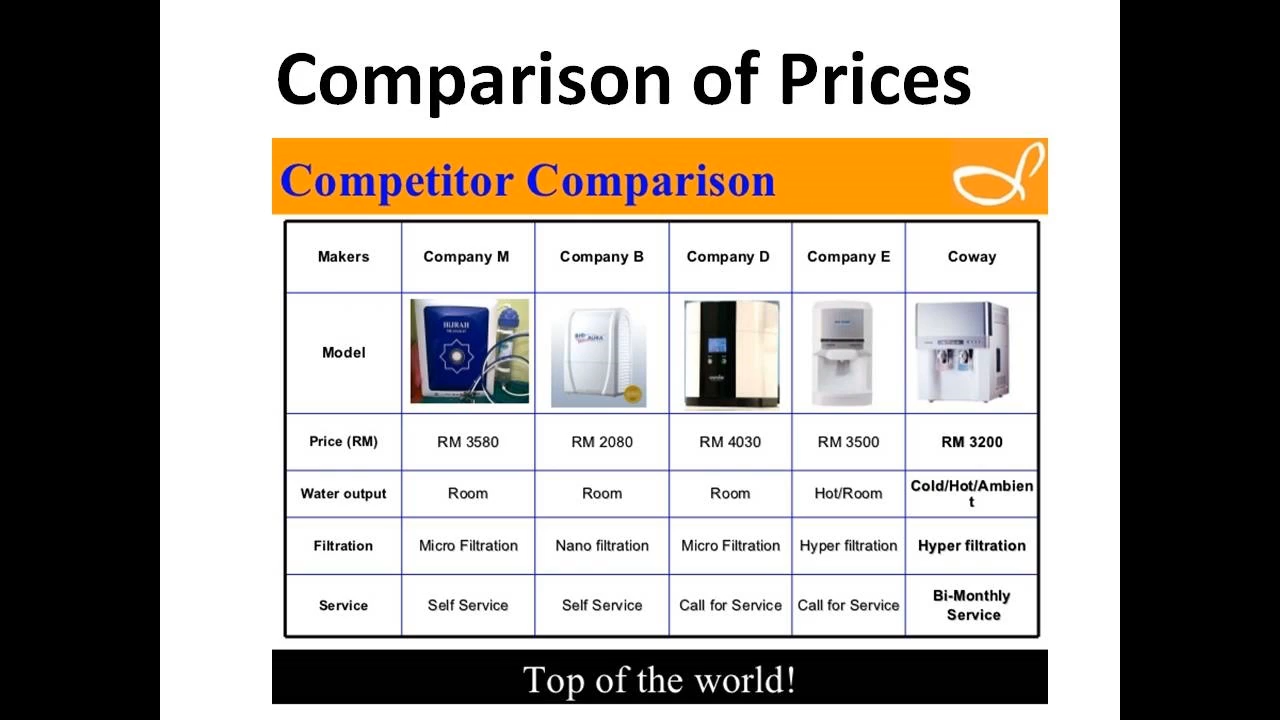 Comparison of Prices
Competitor Comparison
Makers Company M Company B Company D Company E Coway
HIJRAH
Model
Price (RM) RM 3580 RM 2080 RM 4030 RM 3500 RM 3200
Water output Room Room Room Hot/Room Cold/Hot/Ambien
t
Filtration Micro Filtration Nano filtration Micro Filtration Hyper filtration Hyper filtration
Service Self Service Self Service Call for Service Call for Service Bi-Monthly
Service
Top of the world!